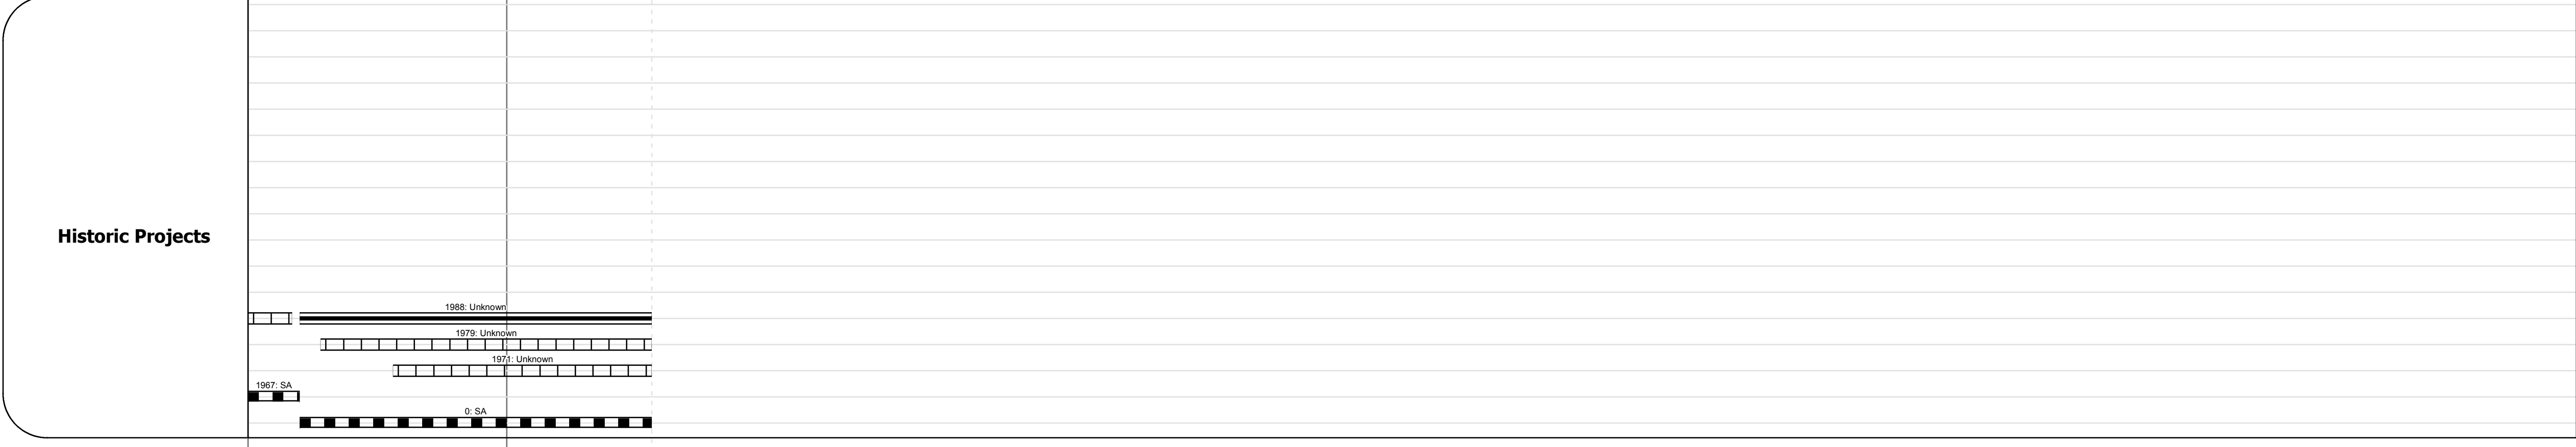 Historic Projects
1988: Unknown
1979: Unknown
1971: Unknown
1967: SA
0: SA